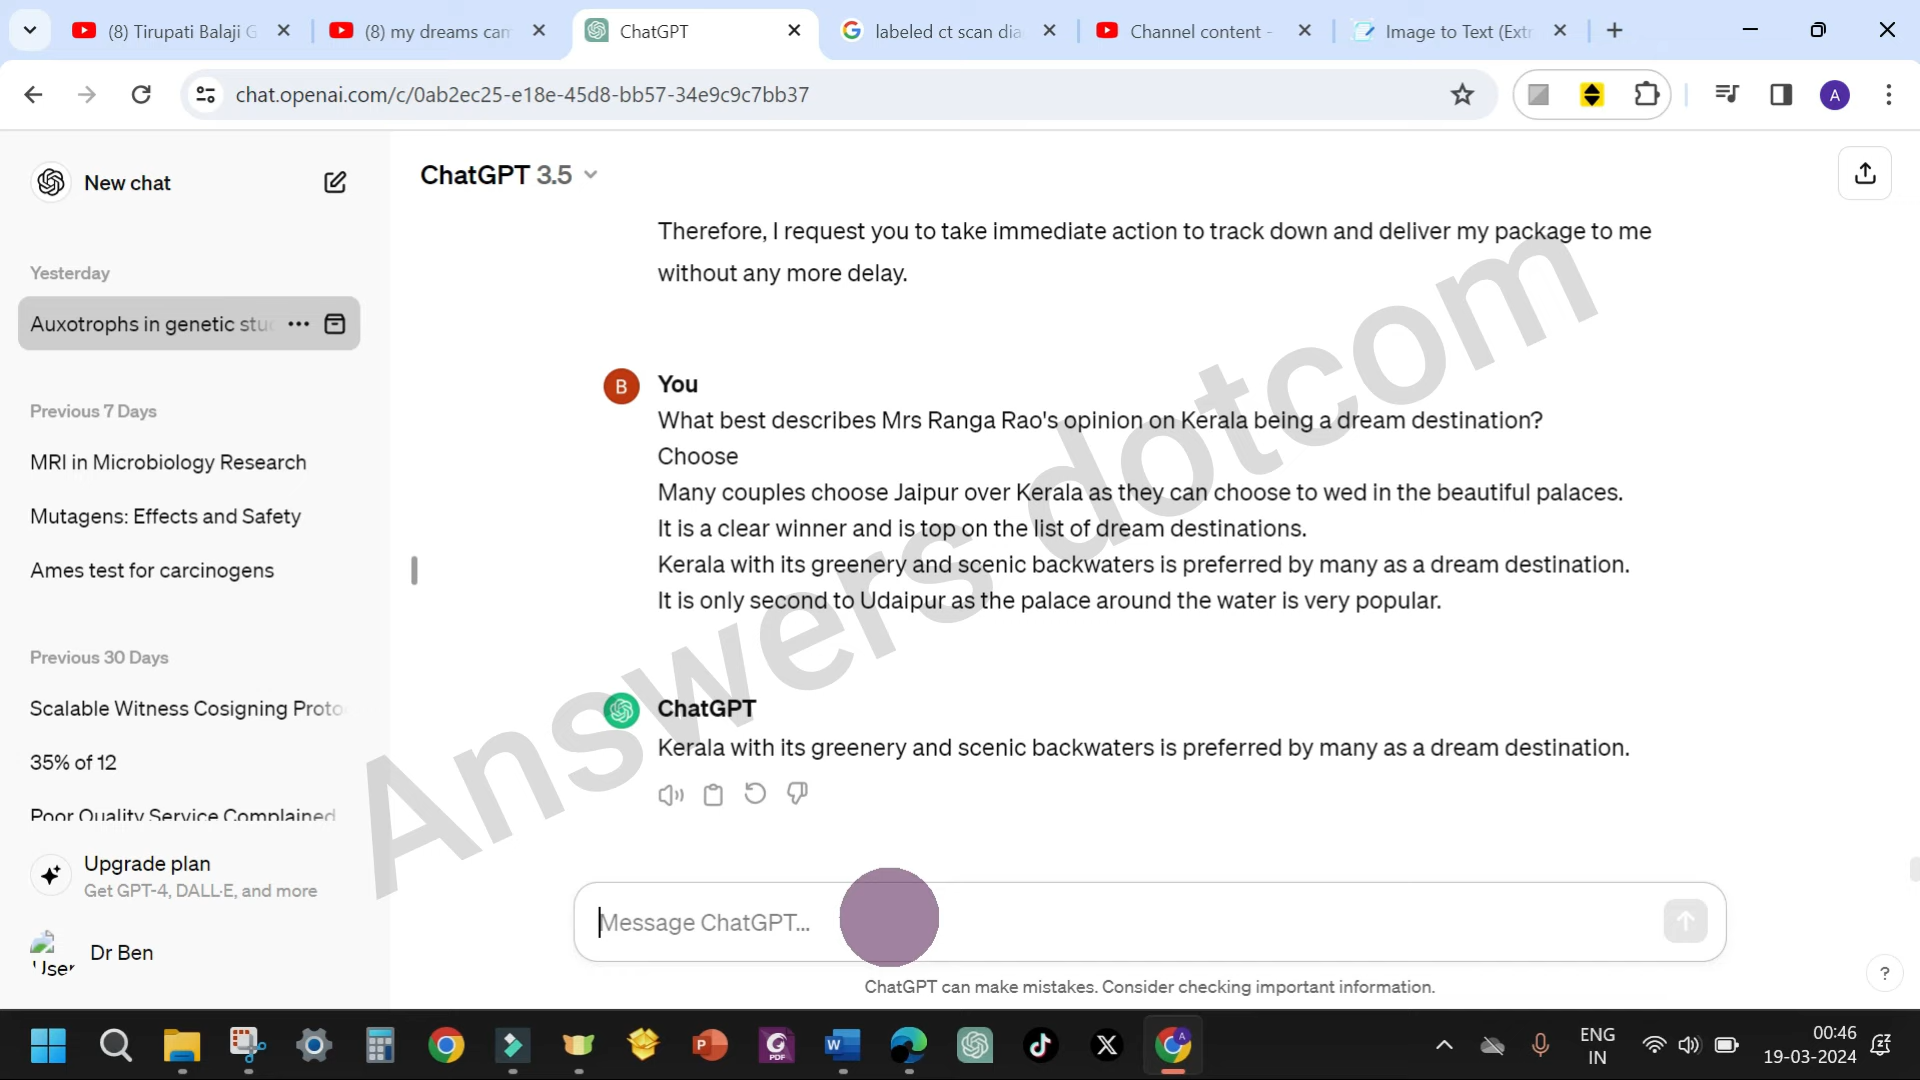 (8) Tirupati Balaji G
(8) my dreams can
ChatGPT
labeled ct scan dia
Channel content -
Image to Text (Extr
chat.openai.com/c/0ab2ec25-e18e-45d8-bb57-34e9c9c7bb37
A
New chat
ChatGPT 3.5
Therefore, I request you to take immediate action to track down and deliver my package to me
without any more delay.
Yesterday
Auxotrophs in genetic stud
Previous 7 Days
MRI in Microbiology Research
Mutagens: Effects and Safety
Ames test for carcinogens
Previous 30 Days
Scalable Witness Cosigning Proto
35% of 12
Poor Quality Service Complained
Upgrade plan
Get GPT-4, DALL·E, and more
User
Dr Ben
B
You
What best describes Mrs Ranga Rao's opinion on Kerala being a dream destination?
Choose
Many couples choose Jaipur over Kerala as they can choose to wed in the beautiful palaces.
It is a clear winner and is top on the list of dream destinations.
Kerala with its greenery and scenic backwaters is preferred by many as a dream destination.
It is only second to Udaipur as the palace around the water is very popular.
ChatGPT
Kerala with its greenery and scenic backwaters is preferred by many as a dream destination.
Answers dotcom
Message ChatGPT...
ChatGPT can make mistakes. Consider checking important information.
?
P
PDF
W
X
A
ENG
IN
00:46
19-03-2024